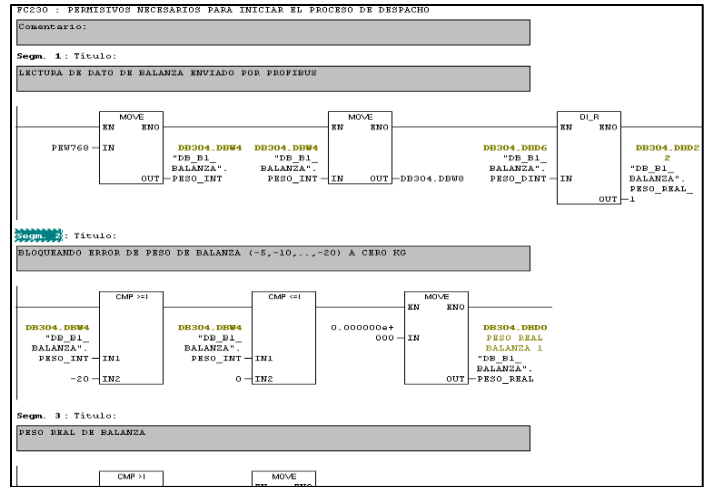 FC230 : PERMISIVOS NECESARIOS PARA INICIAR EL PROCESO DE DESPACHO
Comentario:
Segm. 1: Título:
LECTURA DE DATO DE BALANZA ENVIADO POR PROFIBUS
MOVE MOVE DI_R
EN ENO EN ENO EN ENO
PEW768 IN DB304.DBW4 DB304.DBW4 DB304.DBD6 DB304.DBD2
"DB_B1_ "DB_B1_ "DB_B1_ 2
BALANZA". BALANZA". BALANZA". "DB_B1_
OUT PESO_INT PESO_INT IN OUT DB304.DBW8 PESO_DINT IN BALANZA".
PESO_REAL_
OUT 1
Segm. 2: Título:
BLOQUEANDO ERROR DE PESO DE BALANZA (-5,-10,..,-20) A CERO KG
CMP >=I CMP <=I MOVE
EN ENO
DB304.DBW4 DB304.DBW4 0.000000e+ DB304.DBD0
"DB_B1_ "DB_B1_ 000 IN PESO REAL
BALANZA". BALANZA". BALANZA 1
PESO_INT IN1 PESO_INT IN1 "DB_B1_
BALANZA".
-20 IN2 0 IN2 OUT PESO_REAL
Segm. 3: Título:
PESO REAL DE BALANZA
CMP >I MOVE
EN ENO